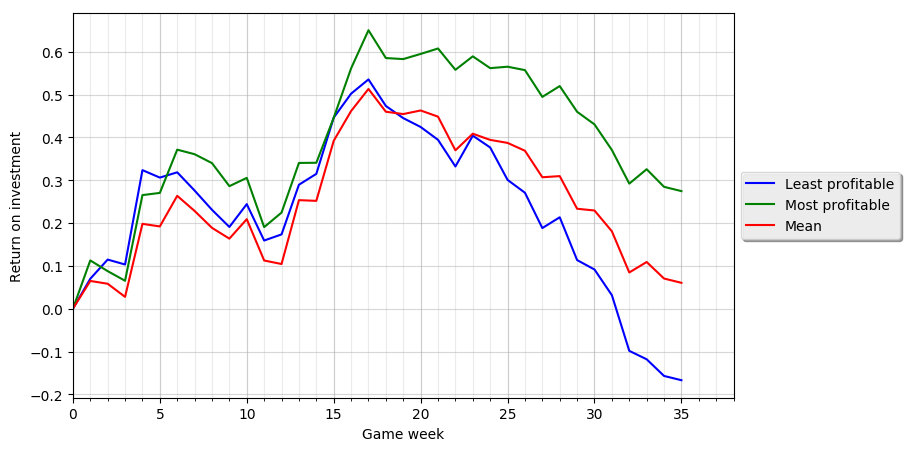 Return on investment
0.6
0.5
0.4
0.3
0.2
0.1
0.0
−0.1
−0.2
0 5 10 15 20 25 30 35
Game week
Least profitable
Most profitable
Mean